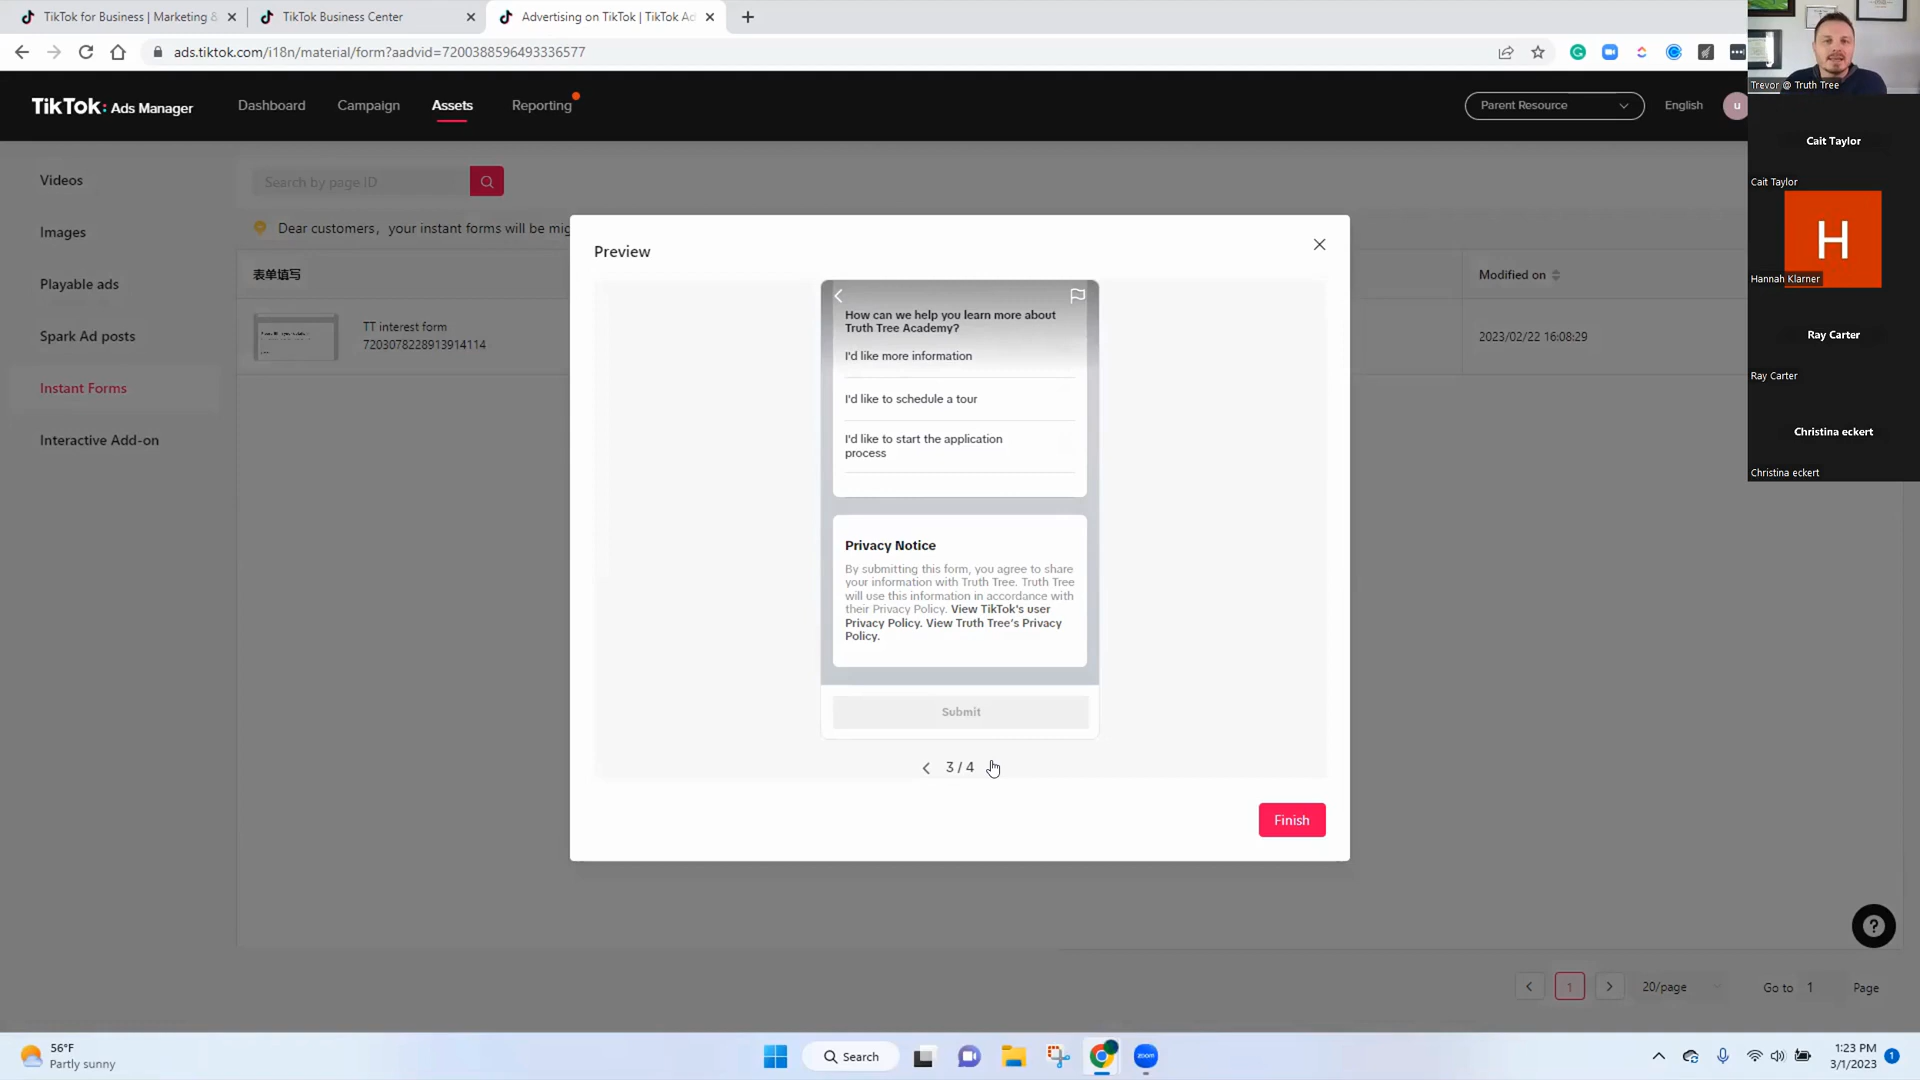 TikTok for Business | Marketing &
TikTok Business Center
Advertising on TikTok | TikTok Ad
ads.tiktok.com/i18n/material/form?aadvid=7200388596493336577
TikTok: Ads Manager
Dashboard
Campaign
Assets
Reporting
Parent Resource
English
u
Trevor @ Truth Tree
Cait Taylor
Cait Taylor
H
Hannah Klarner
Ray Carter
Ray Carter
Christina eckert
Christina eckert
Videos
Images
Playable ads
Spark Ad posts
Instant Forms
Interactive Add-on
Search by page ID
Dear customers, your instant forms will be mig
表单填写
Modified on
TT interest form
7203078228913914114
2023/02/22 16:08:29
Preview
How can we help you learn more about
Truth Tree Academy?
I'd like more information
I'd like to schedule a tour
I'd like to start the application
process
Privacy Notice
By submitting this form, you agree to share
your information with Truth Tree. Truth Tree
will use this information in accordance with
their Privacy Policy. View TikTok's user
Privacy Policy. View Truth Tree's Privacy
Policy.
Submit
3 / 4
Finish
1
20/page
Go to 1 Page
56°F
Partly sunny
Search
zoom
1:23 PM
3/1/2023
1